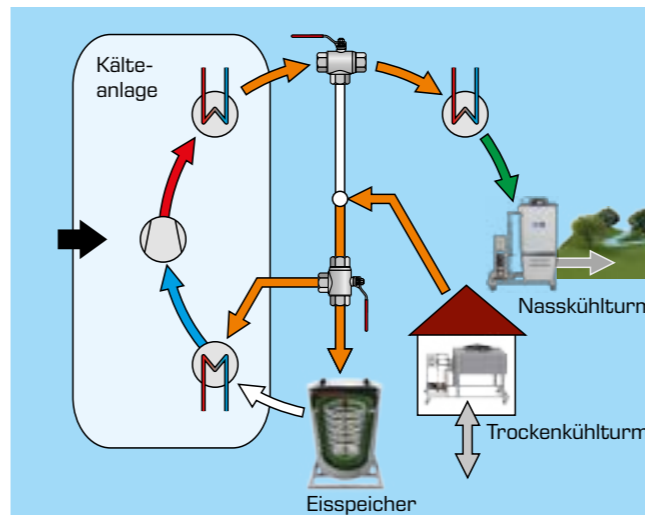 Kälte-
anlage
Nasskühlturm
Trockenkühlturm
Eisspeicher